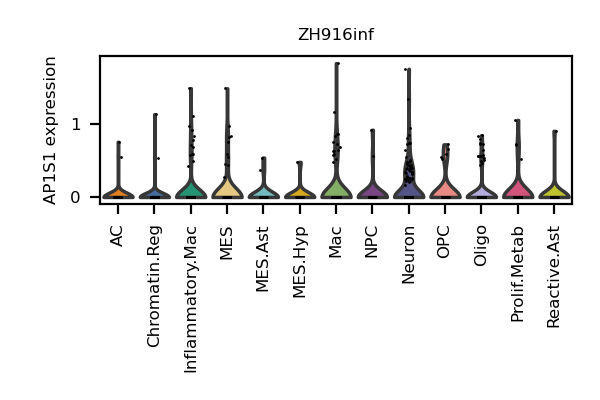 ZH916inf
AP1S1 expression
1
0
AC
Chromatin.Reg
Inflammatory.Mac
MES
MES.Ast
MES.Hyp
Mac
NPC
Neuron
OPC
Oligo
Prolif.Metab
Reactive.Ast